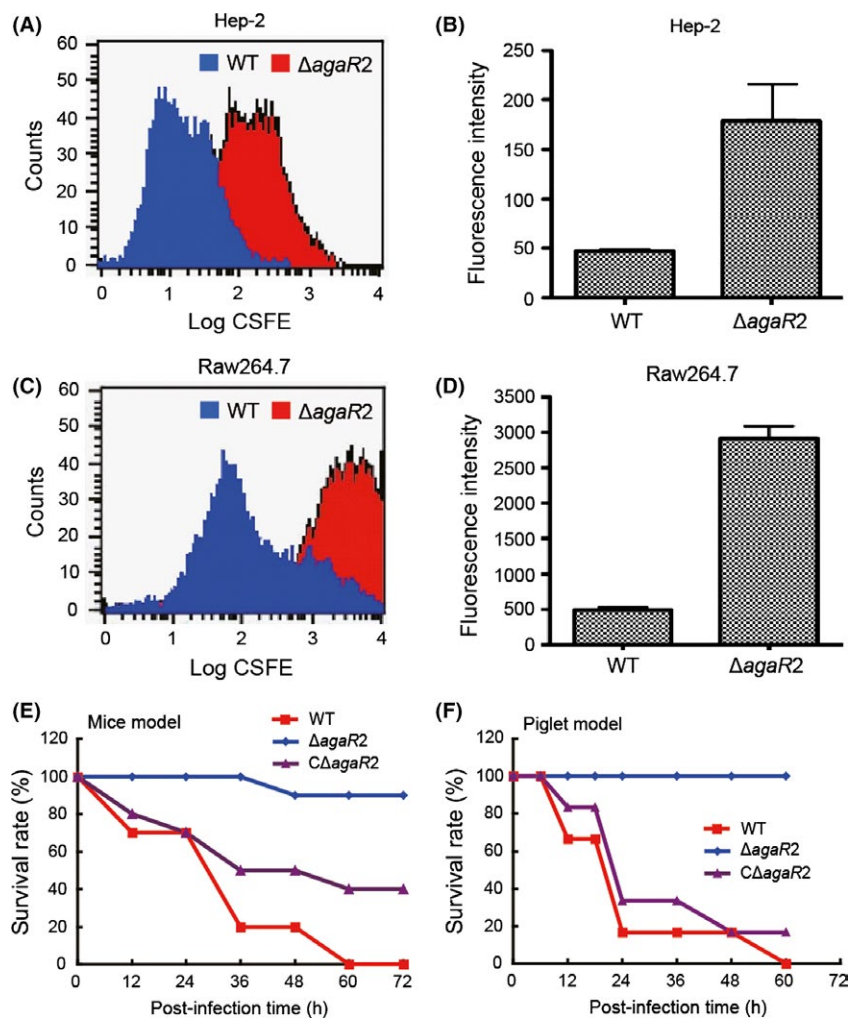 (A)
Hep-2
60
50
40
30
20
10
0
Counts
WT
ΔagaR2
0 1 2 3 4
Log CSFE
(B)
Hep-2
250
200
150
100
50
0
Fluorescence intensity
WT ΔagaR2
(C)
Raw264.7
60
50
40
30
20
10
0
Counts
WT
ΔagaR2
0 1 2 3 4
Log CSFE
(D)
Raw264.7
3500
3000
2500
2000
1500
1000
500
0
Fluorescence intensity
WT ΔagaR2
(E)
Mice model
WT
ΔagaR2
CΔagaR2
120
100
80
60
40
20
0
Survival rate (%)
0 12 24 36 48 60 72
Post-infection time (h)
(F)
Piglet model
120
100
80
60
40
20
0
Survival rate (%)
WT
ΔagaR2
CΔagaR2
0 12 24 36 48 60 72
Post-infection time (h)